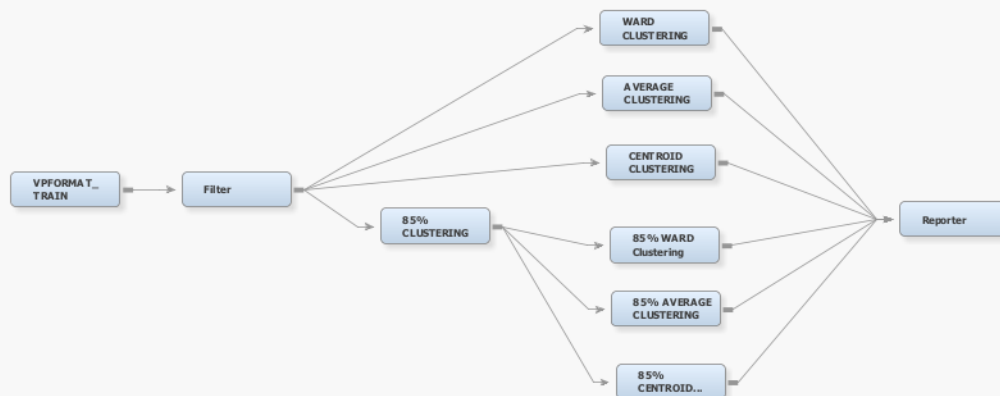 WARD
CLUSTERING
AVERAGE
CLUSTERING
CENTROID
CLUSTERING
VPFORMAT_
TRAIN
Filter
85%
CLUSTERING
Reporter
85% WARD
Clustering
85% AVERAGE
CLUSTERING
85%
CENTROID...